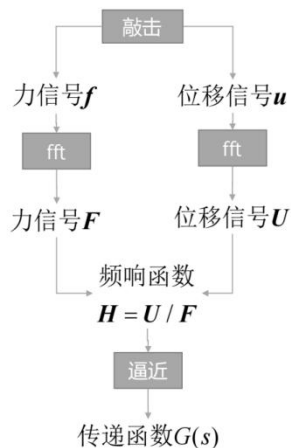 敲击
力信号f
位移信号u
fft
fft
力信号F
位移信号U
频响函数
H = U / F
逼近
传递函数G(s)